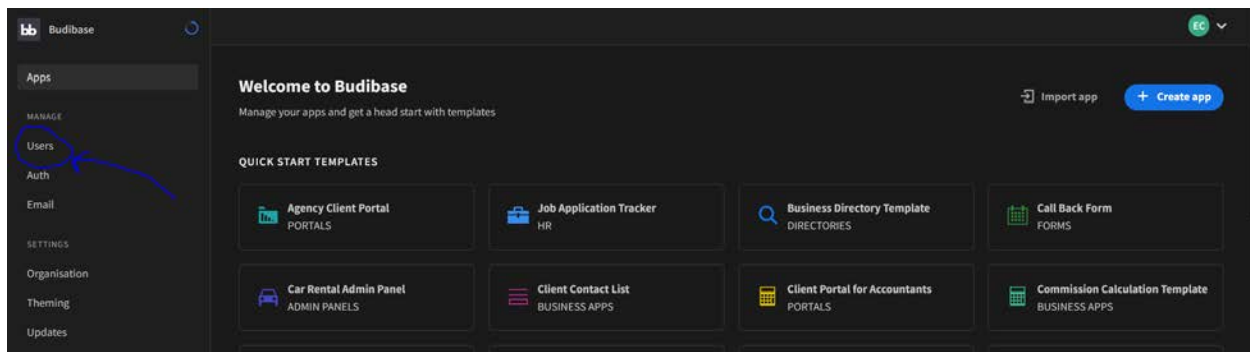 bb Budibase
EC
Apps
MANAGE
Users
Auth
Email
SETTINGS
Organisation
Theming
Updates
Welcome to Budibase
Manage your apps and get a head start with templates
Import app
+ Create app
QUICK START TEMPLATES
Agency Client Portal
PORTALS
Job Application Tracker
HR
Business Directory Template
DIRECTORIES
Call Back Form
FORMS
Car Rental Admin Panel
ADMIN PANELS
Client Contact List
BUSINESS APPS
Client Portal for Accountants
PORTALS
Commission Calculation Template
BUSINESS APPS